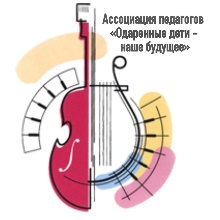 Ассоциация педагогов
«Одаренные дети -
наше будущее»